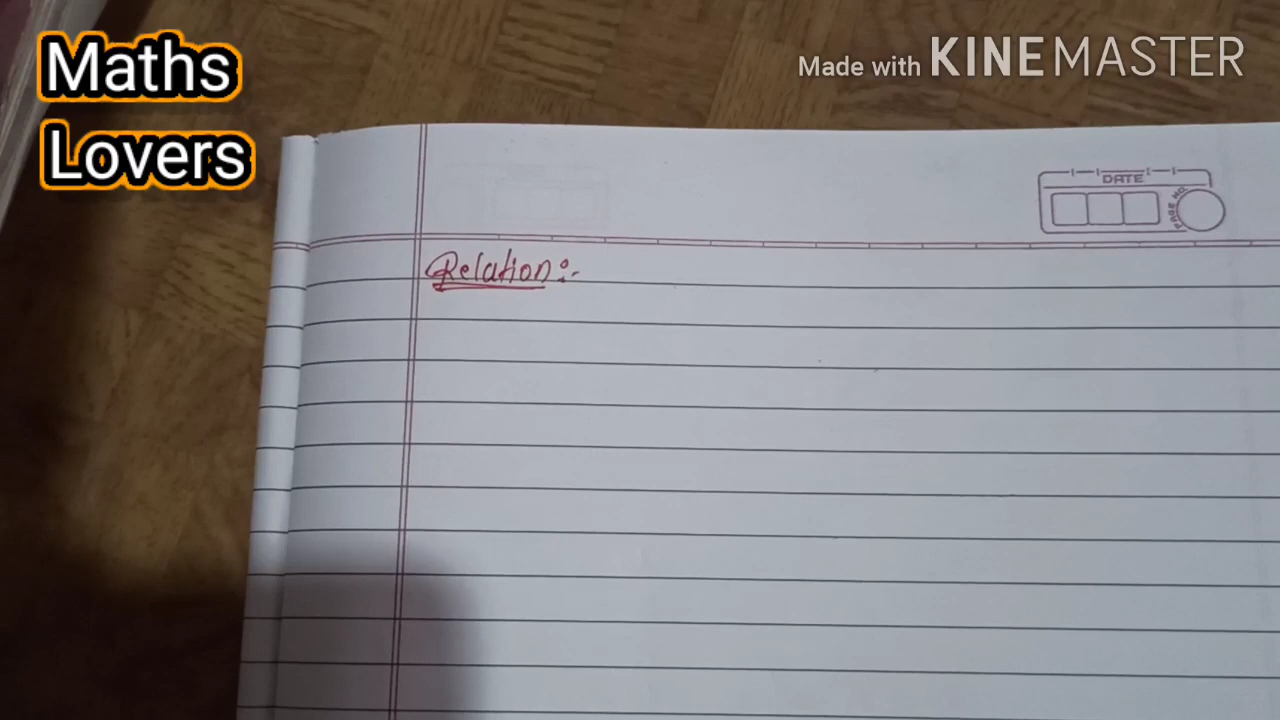 Maths
Lovers
Made with KINEMASTER
DATE
PAGE NO.
Relation :-